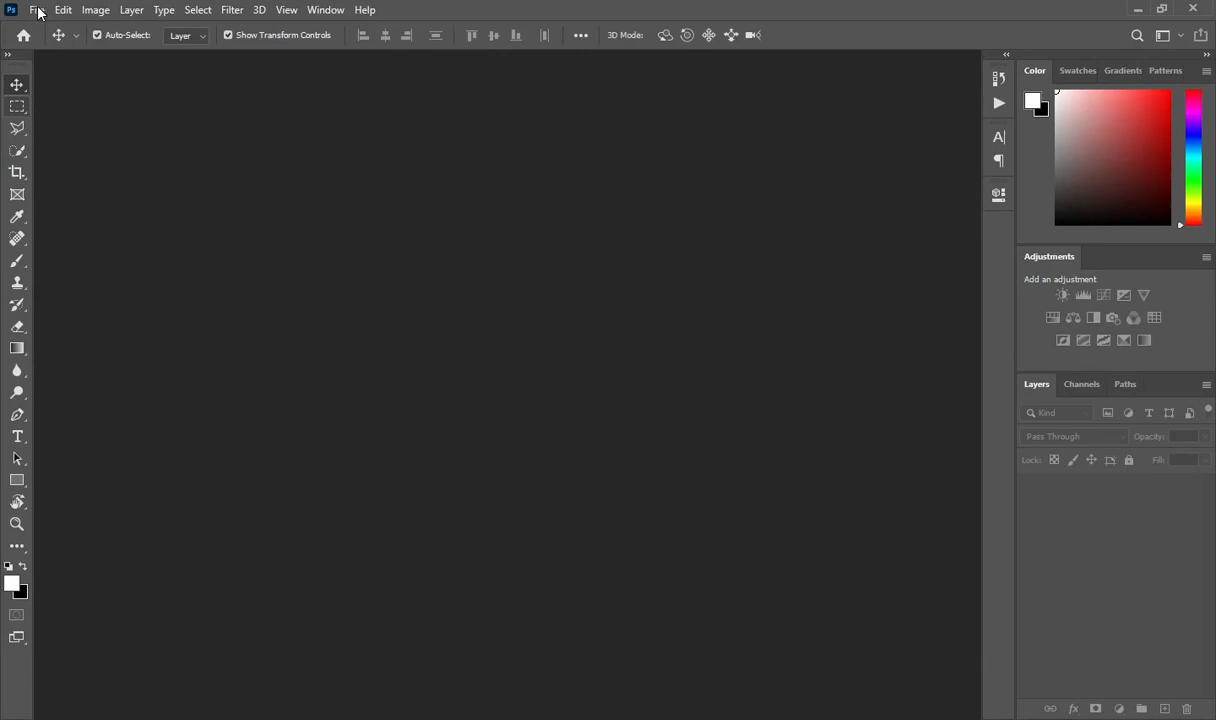 Ps File Edit Image Layer Type Select Filter 3D View Window Help
Auto-Select: Layer Show Transform Controls 3D Mode:
Color Swatches Gradients Patterns
Adjustments
Add an adjustment
Layers Channels Paths
Kind
Pass Through Opacity:
Lock: Fill: